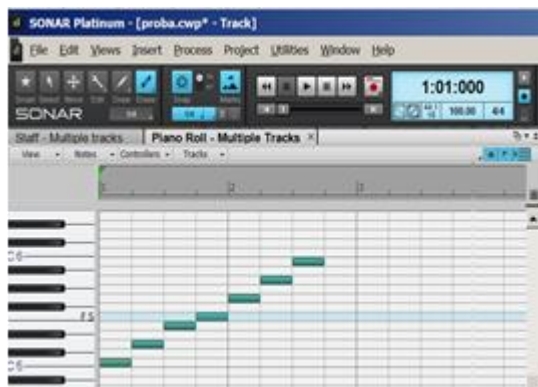 SONAR Platinum - [proba.cwp* - Track]
File Edit Views Insert Process Project Utilities Window Help
SONAR
1:01:000
100.00 4/4
Staff - Multiple tracks Piano Roll - Multiple Tracks
View Notes Controllers Tracks
1 2 3
C6
F5